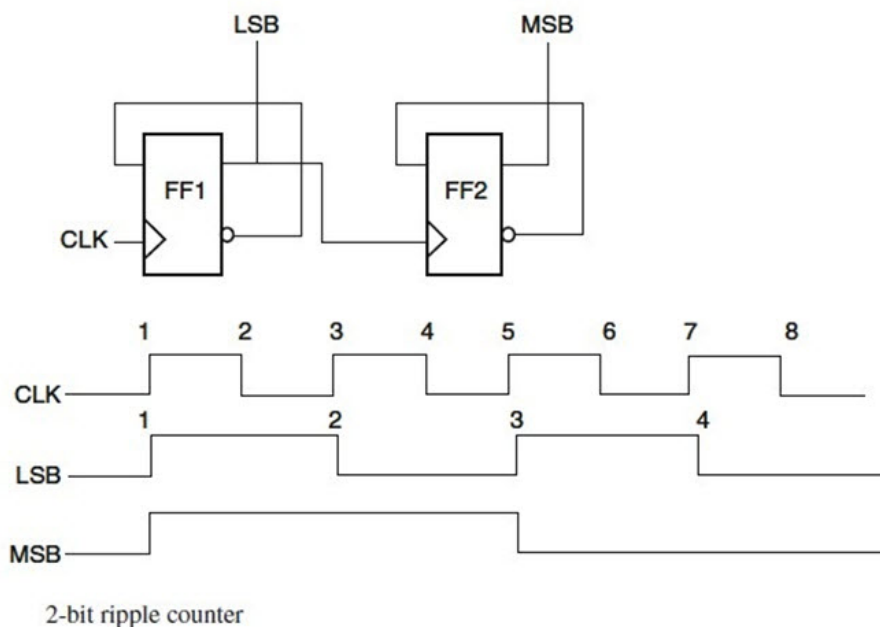 LSB MSB
FF1 FF2
CLK
1 2 3 4 5 6 7 8
CLK
1 2 3 4
LSB
MSB
2-bit ripple counter